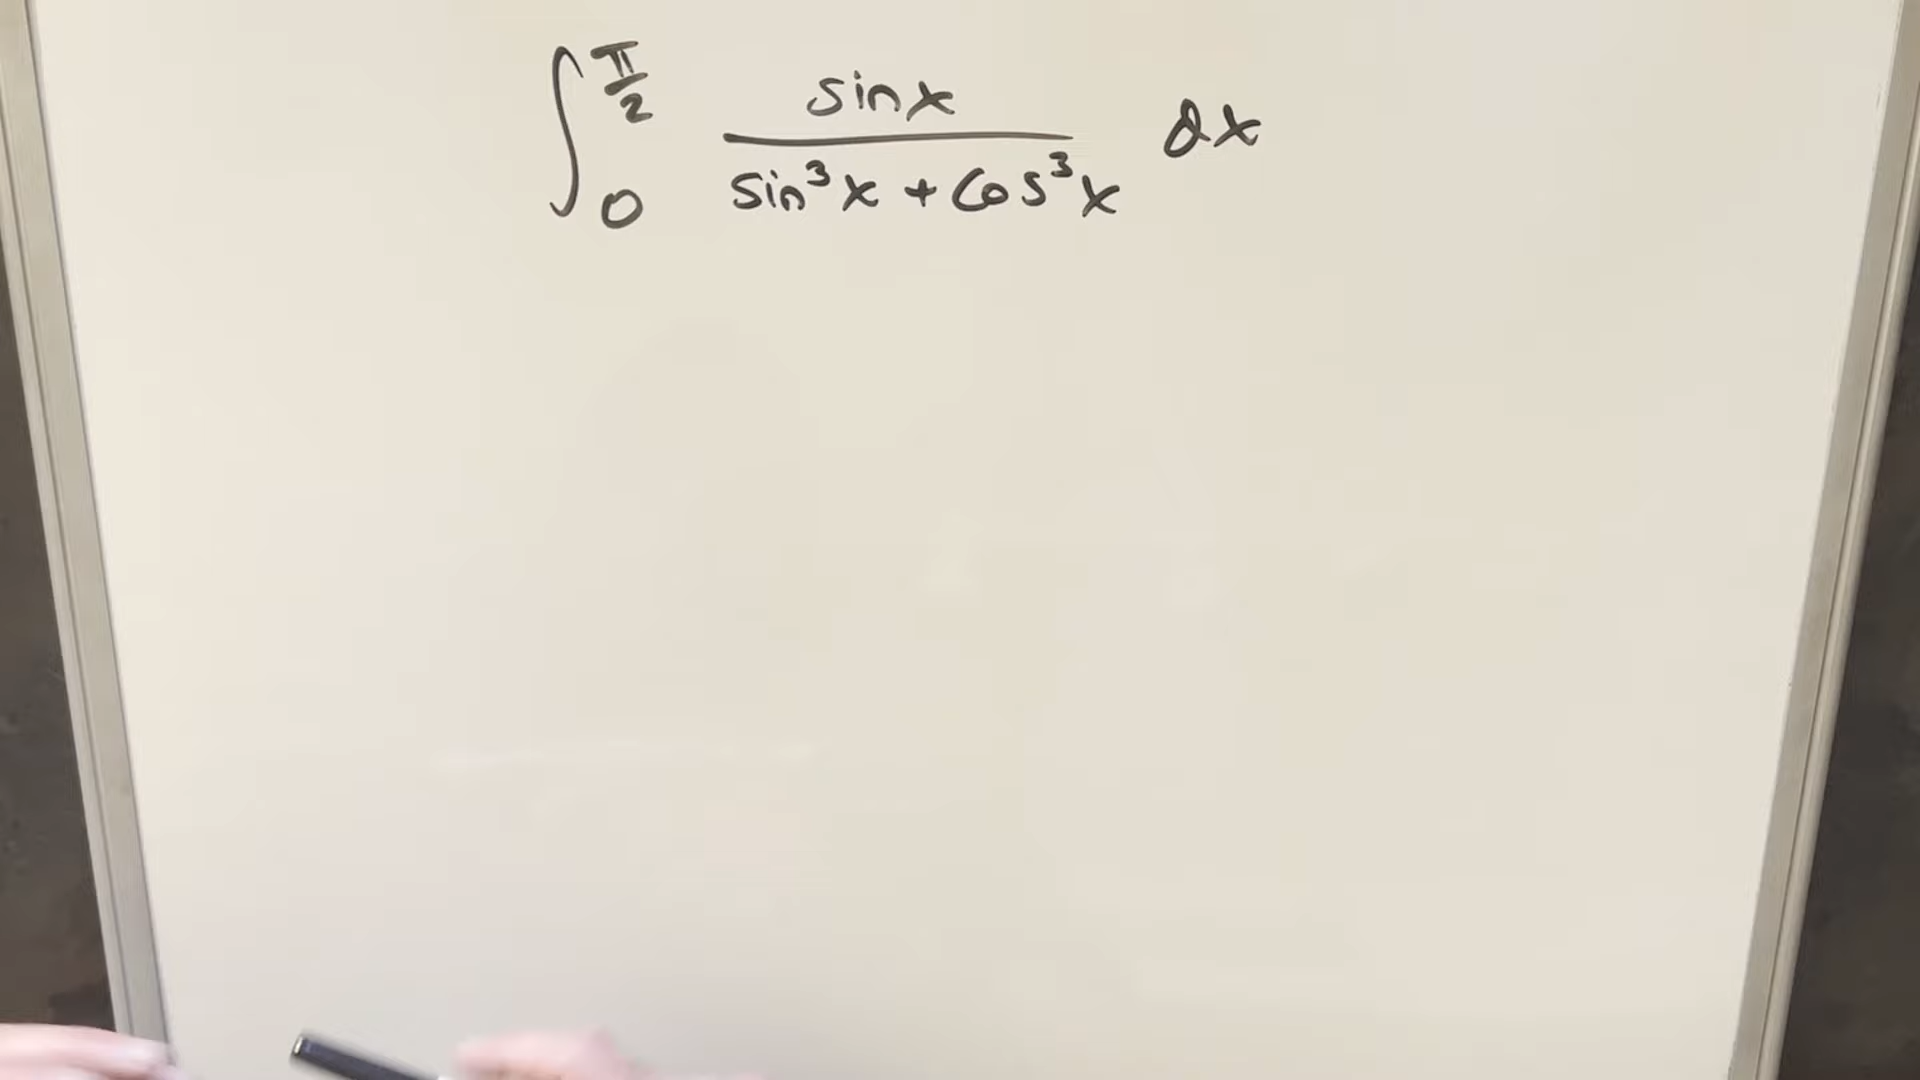 ∫₀^(π/2) sinx / (sin³x + cos³x) dx